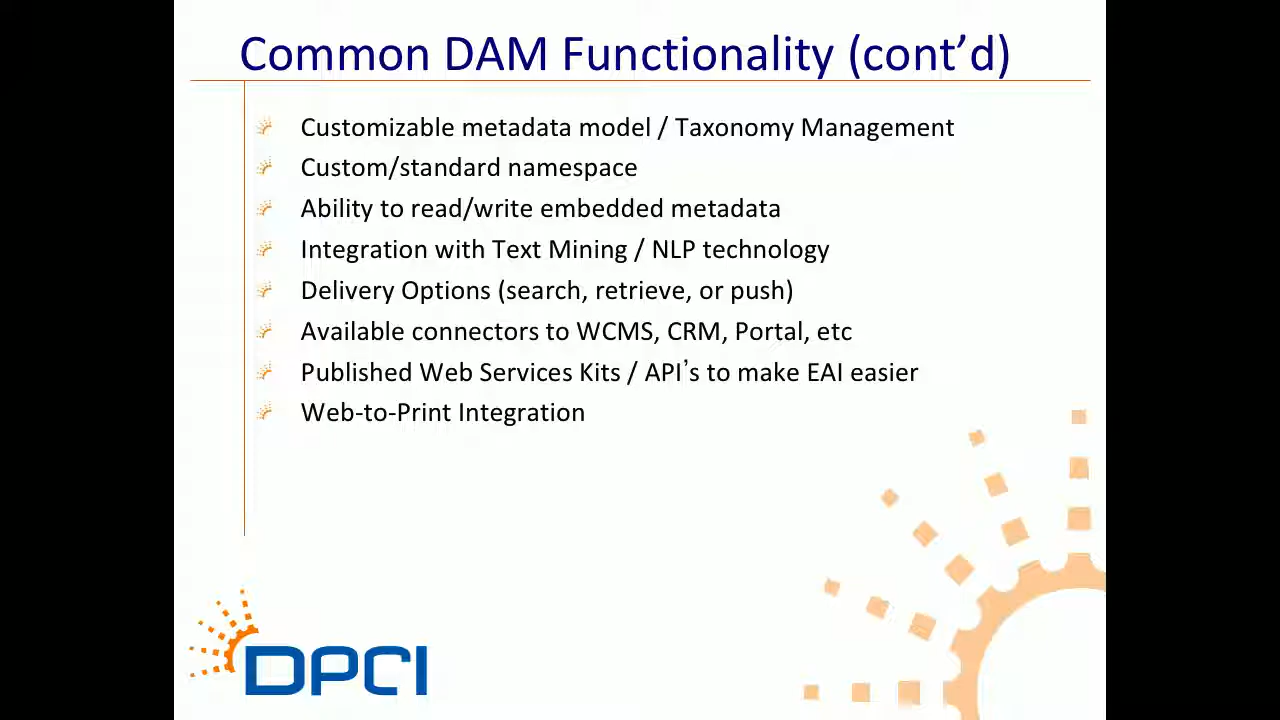 Common DAM Functionality (cont’d)
Customizable metadata model / Taxonomy Management
Custom/standard namespace
Ability to read/write embedded metadata
Integration with Text Mining / NLP technology
Delivery Options (search, retrieve, or push)
Available connectors to WCMS, CRM, Portal, etc
Published Web Services Kits / API’s to make EAI easier
Web-to-Print Integration
DPCI